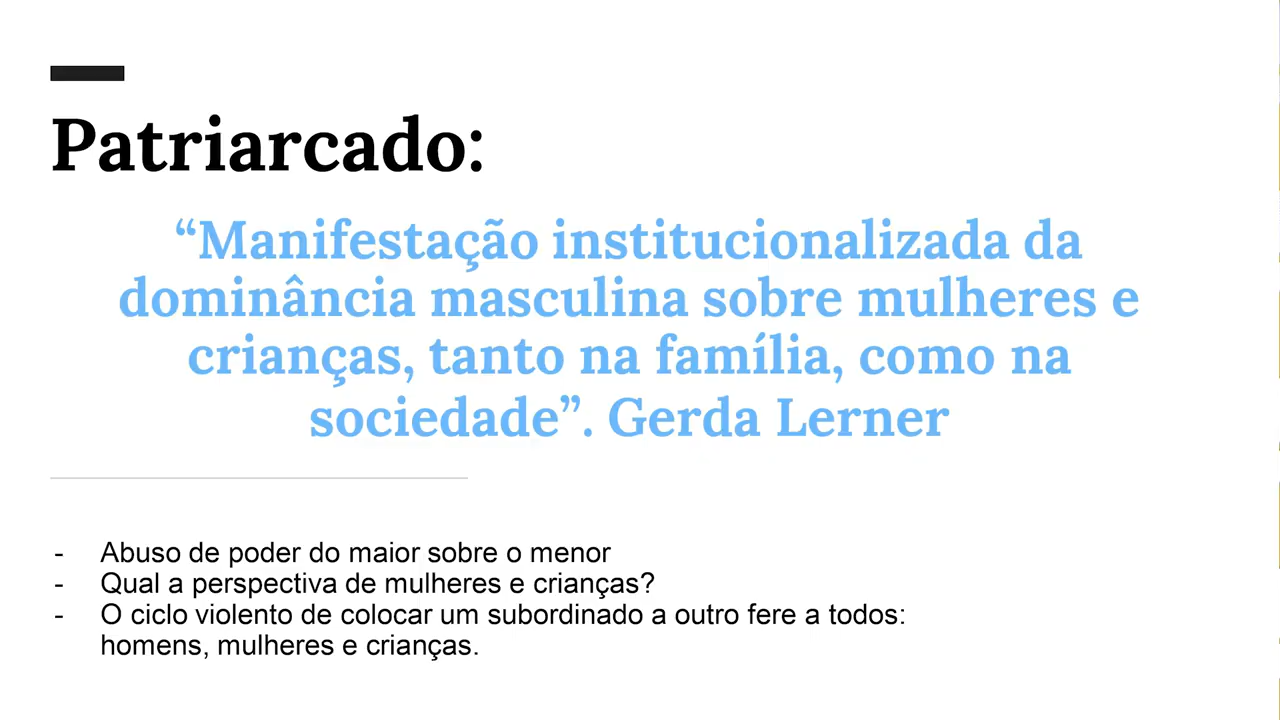 Patriarcado:
“Manifestação institucionalizada da
dominância masculina sobre mulheres e
crianças, tanto na família, como na
sociedade”. Gerda Lerner
- Abuso de poder do maior sobre o menor
- Qual a perspectiva de mulheres e crianças?
- O ciclo violento de colocar um subordinado a outro fere a todos:
homens, mulheres e crianças.